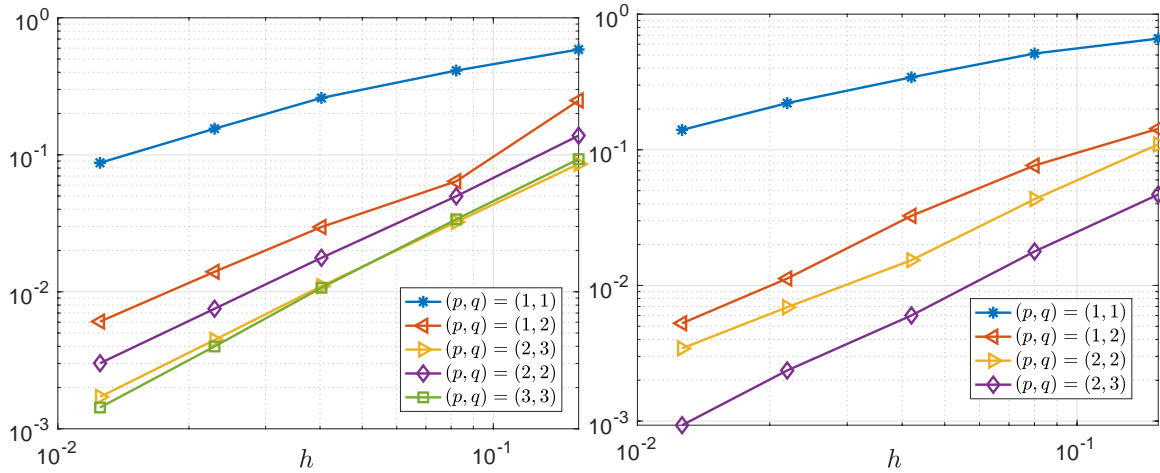 10^0
10^-1
10^-2
10^-3
10^-2
10^-1
h
(p, q) = (1, 1)
(p, q) = (1, 2)
(p, q) = (2, 3)
(p, q) = (2, 2)
(p, q) = (3, 3)
10^0
10^-1
10^-2
10^-3
10^-2
10^-1
h
(p, q) = (1, 1)
(p, q) = (1, 2)
(p, q) = (2, 2)
(p, q) = (2, 3)